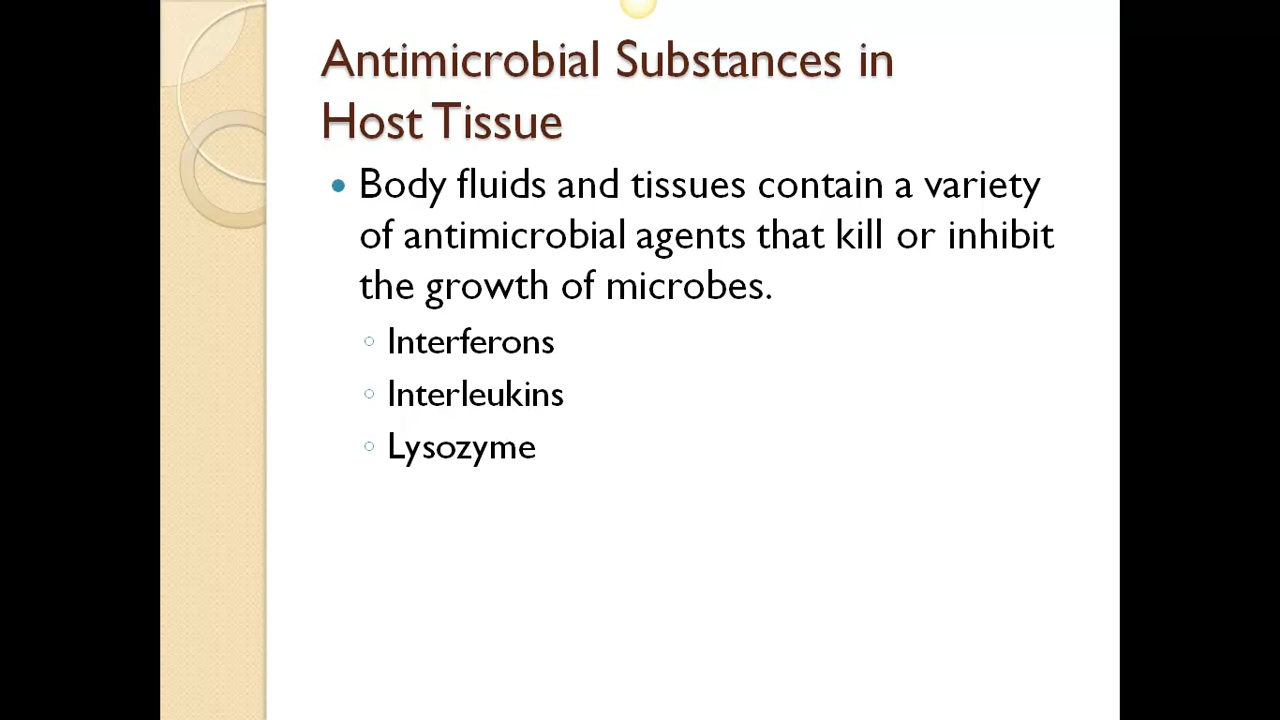 Antimicrobial Substances in
Host Tissue
Body fluids and tissues contain a variety
of antimicrobial agents that kill or inhibit
the growth of microbes.
Interferons
Interleukins
Lysozyme